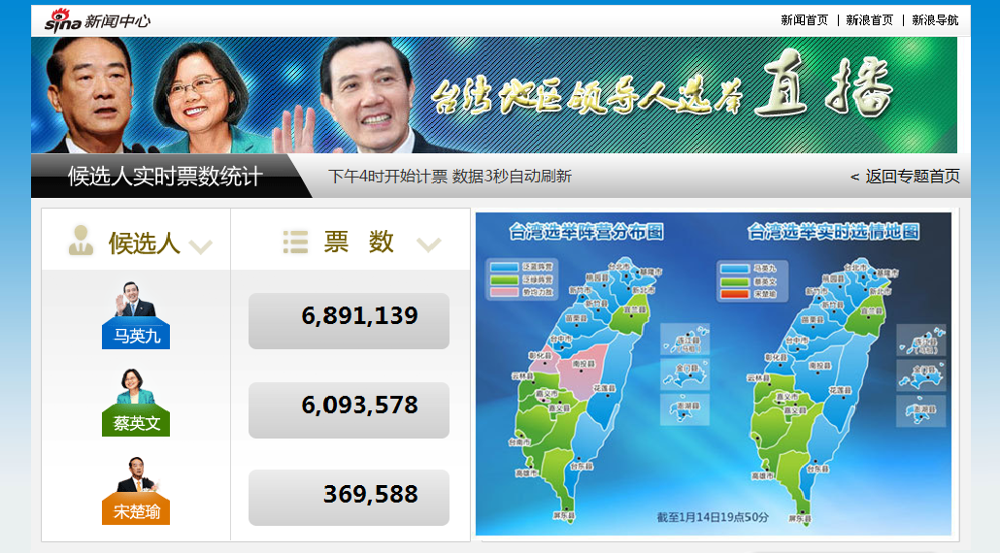 sina 新闻中心
新闻首页 | 新浪首页 | 新浪导航
台湾地区领导人选举 直播
候选人实时票数统计
下午4时开始计票 数据3秒自动刷新
< 返回专题首页
候选人
票 数
马英九
6,891,139
蔡英文
6,093,578
宋楚瑜
369,588
台湾选举阵营分布图
泛蓝阵营
泛绿阵营
势均力敌
台北市
基隆市
桃园县
新竹市
新北市
新竹县
宜兰县
苗栗县
台中市
彰化县
南投县
云林县
花莲县
嘉义市
嘉义县
台南市
高雄市
台东县
屏东县
连江县
(马祖)
金门县
澎湖县
台湾选举实时选情地图
马英九
蔡英文
宋楚瑜
台北市
基隆市
桃园县
新竹市
新北市
新竹县
宜兰县
苗栗县
台中市
彰化县
南投县
云林县
花莲县
嘉义市
嘉义县
高雄市
台东县
屏东县
连江县
(马祖)
金门县
澎湖县
截至1月14日19点50分